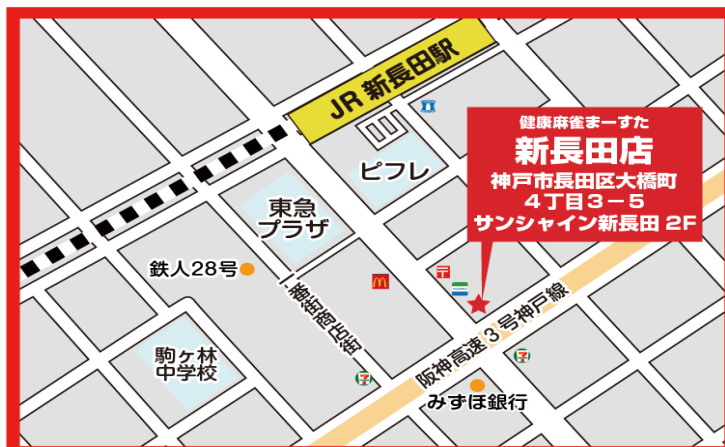 JR 新長田駅
健康麻雀まーすた
新長田店
神戸市長田区大橋町
4丁目3−5
サンシャイン新長田 2F
ピフレ
東急
プラザ
鉄人28号
一番街商店街
〒
M
阪神高速3号神戸線
駒ヶ林
中学校
7
7
みずほ銀行